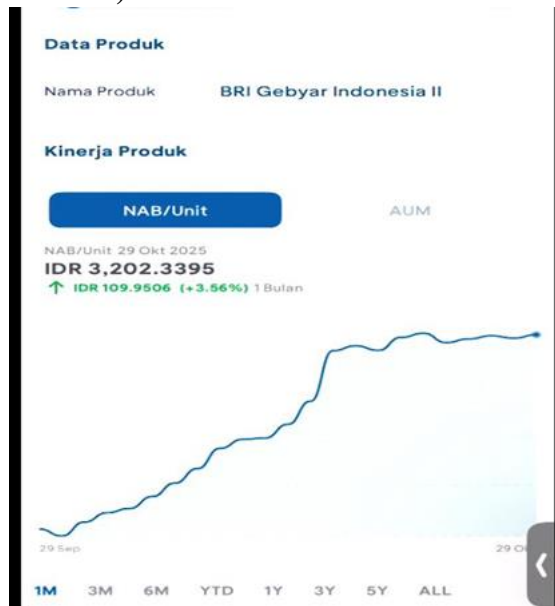 Data Produk
Nama Produk BRI Gebyar Indonesia II
Kinerja Produk
NAB/Unit AUM
NAB/Unit 29 Okt 2025
IDR 3,202.3395
↑ IDR 109.9506 (+3.56%) 1 Bulan
29 Sep 29
1M 3M 6M YTD 1Y 3Y 5Y ALL